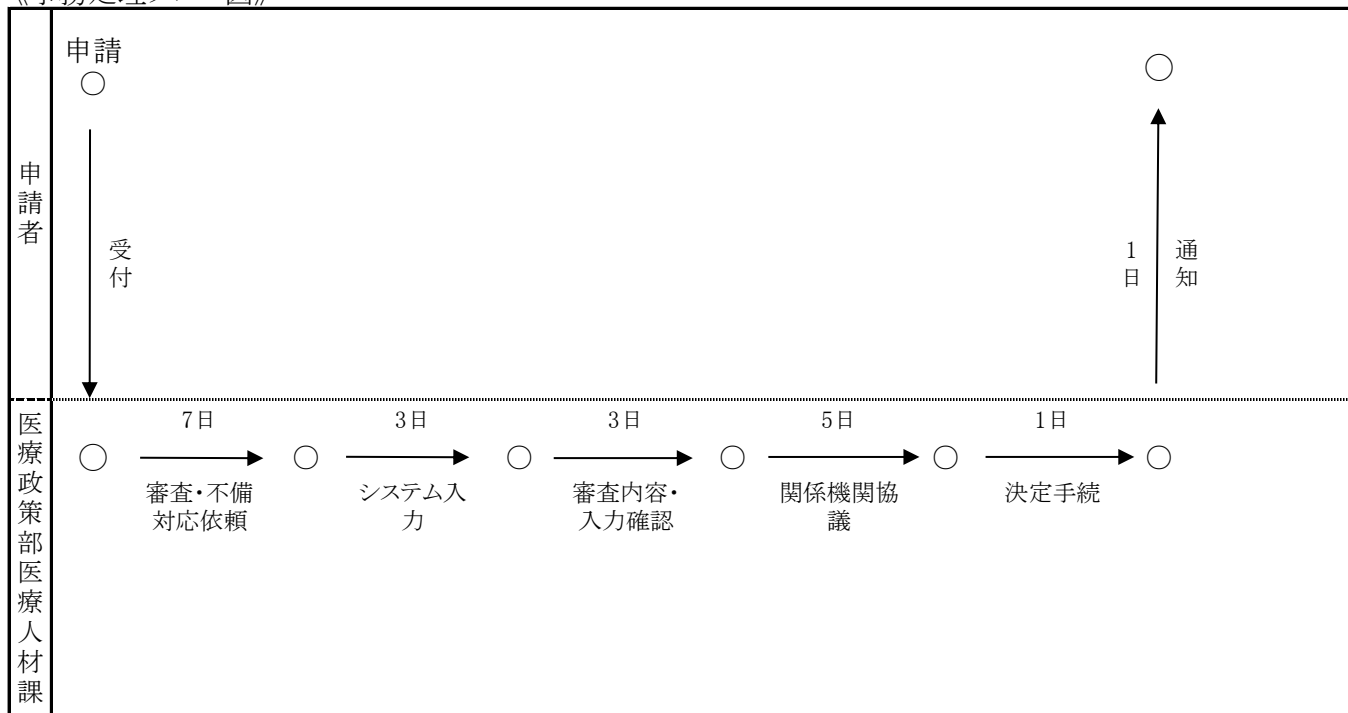 申請
申請者
受付
1日
通知
医療政策部医療人材課
7日
3日
3日
5日
1日
審査・不備
対応依頼
システム入
力
審査内容・
入力確認
関係機関協
議
決定手続